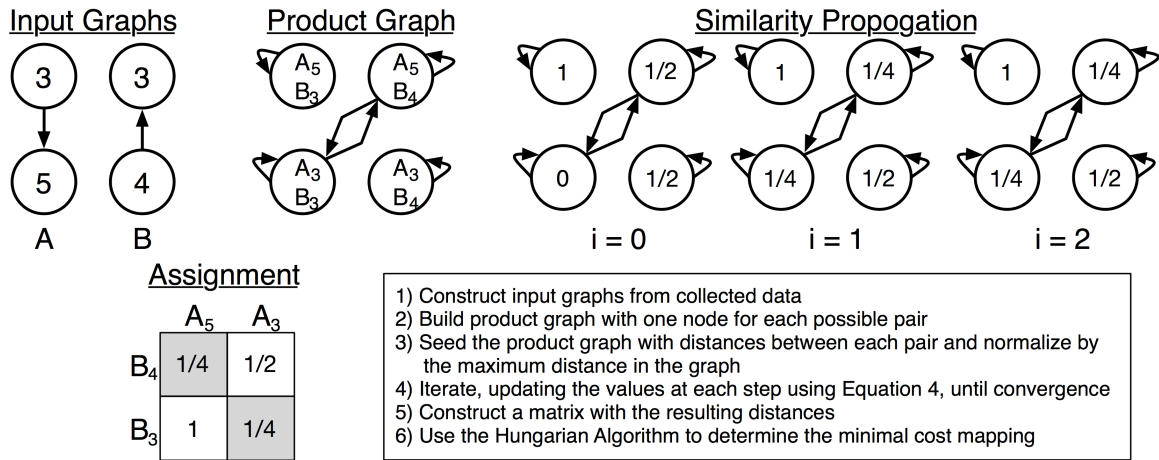 Input Graphs
Product Graph
Similarity Propogation
3
3
5
4
A
B
A5
B3
A5
B4
A3
B3
A3
B4
1
1/2
0
1/2
i = 0
1
1/4
1/4
1/2
i = 1
1
1/4
1/4
1/2
i = 2
Assignment
A5 A3
B4 1/4 1/2
B3 1 1/4
1) Construct input graphs from collected data
2) Build product graph with one node for each possible pair
3) Seed the product graph with distances between each pair and normalize by
the maximum distance in the graph
4) Iterate, updating the values at each step using Equation 4, until convergence
5) Construct a matrix with the resulting distances
6) Use the Hungarian Algorithm to determine the minimal cost mapping